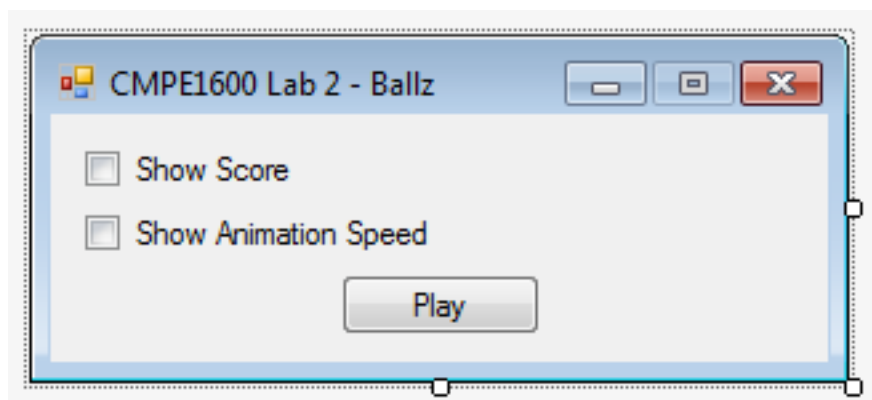 CMPE1600 Lab 2 - Ballz
Show Score
Show Animation Speed
Play